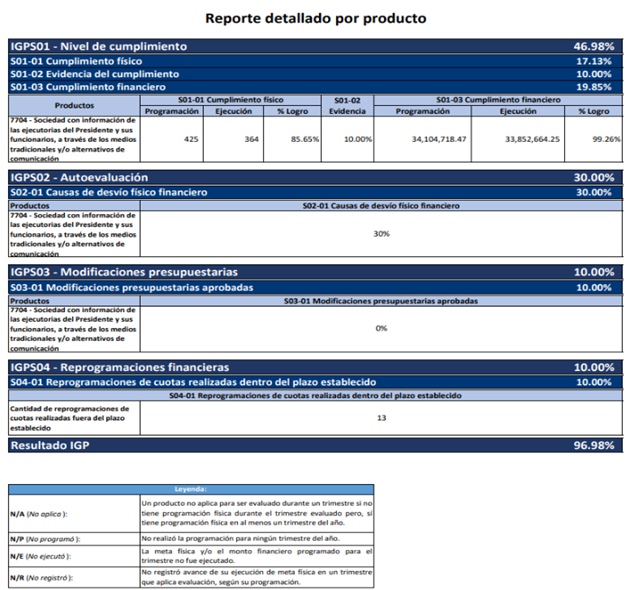 Reporte detallado por producto
IGPS01 - Nivel de cumplimiento 46.98%
S01-01 Cumplimiento físico 17.13%
S01-02 Evidencia del cumplimiento 10.00%
S01-03 Cumplimiento financiero 19.85%
Productos S01-01 Cumplimiento físico S01-02 Evidencia S01-03 Cumplimiento financiero
Programación Ejecución % Logro Programación Ejecución % Logro
7704 - Sociedad con información de
las ejecutorias del Presidente y sus
funcionarios, a través de los medios
tradicionales y/o alternativos de
comunicación
425 364 85.65% 10.00% 34,104,718.47 33,852,664.25 99.26%
IGPS02 - Autoevaluación 30.00%
S02-01 Causas de desvío físico financiero 30.00%
Productos S02-01 Causas de desvío físico financiero
7704 - Sociedad con información de
las ejecutorias del Presidente y sus
funcionarios, a través de los medios
tradicionales y/o alternativos de
comunicación
30%
IGPS03 - Modificaciones presupuestarias 10.00%
S03-01 Modificaciones presupuestarias aprobadas 10.00%
Productos S03-01 Modificaciones presupuestarias aprobadas
7704 - Sociedad con información de
las ejecutorias del Presidente y sus
funcionarios, a través de los medios
tradicionales y/o alternativos de
comunicación
0%
IGPS04 - Reprogramaciones financieras 10.00%
S04-01 Reprogramaciones de cuotas realizadas dentro del plazo establecido 10.00%
S04-01 Reprogramaciones de cuotas realizadas dentro del plazo establecido
Cantidad de reprogramaciones de
cuotas realizadas fuera del plazo
establecido
13
Resultado IGP 96.98%
Leyenda:
N/A (No aplica ):
Un producto no aplica para ser evaluado durante un trimestre si no
tiene programación física durante el trimestre evaluado pero, sí
tiene programación física en al menos un trimestre del año.
N/P (No programó ): No realizó la programación para ningún trimestre del año.
N/E (No ejecutó ):
La meta física y/o el monto financiero programado para el
trimestre no fue ejecutado.
N/R (No registró ):
No registró avance de su ejecución de meta física en un trimestre
que aplica evaluación, según su programación.